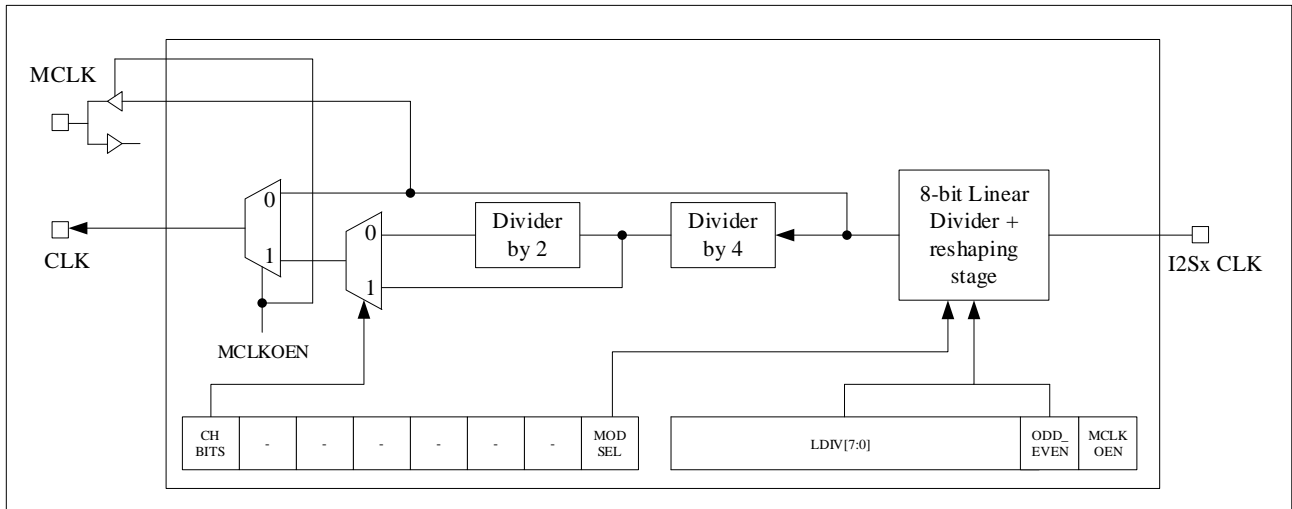 MCLK
0
1
CLK
0
1
Divider
by 2
Divider
by 4
8-bit Linear
Divider +
reshaping
stage
I2Sx CLK
MCLKOEN
CH
BITS
-
-
-
-
-
MOD
SEL
LDIV[7:0]
ODD_
EVEN
MCLK
OEN